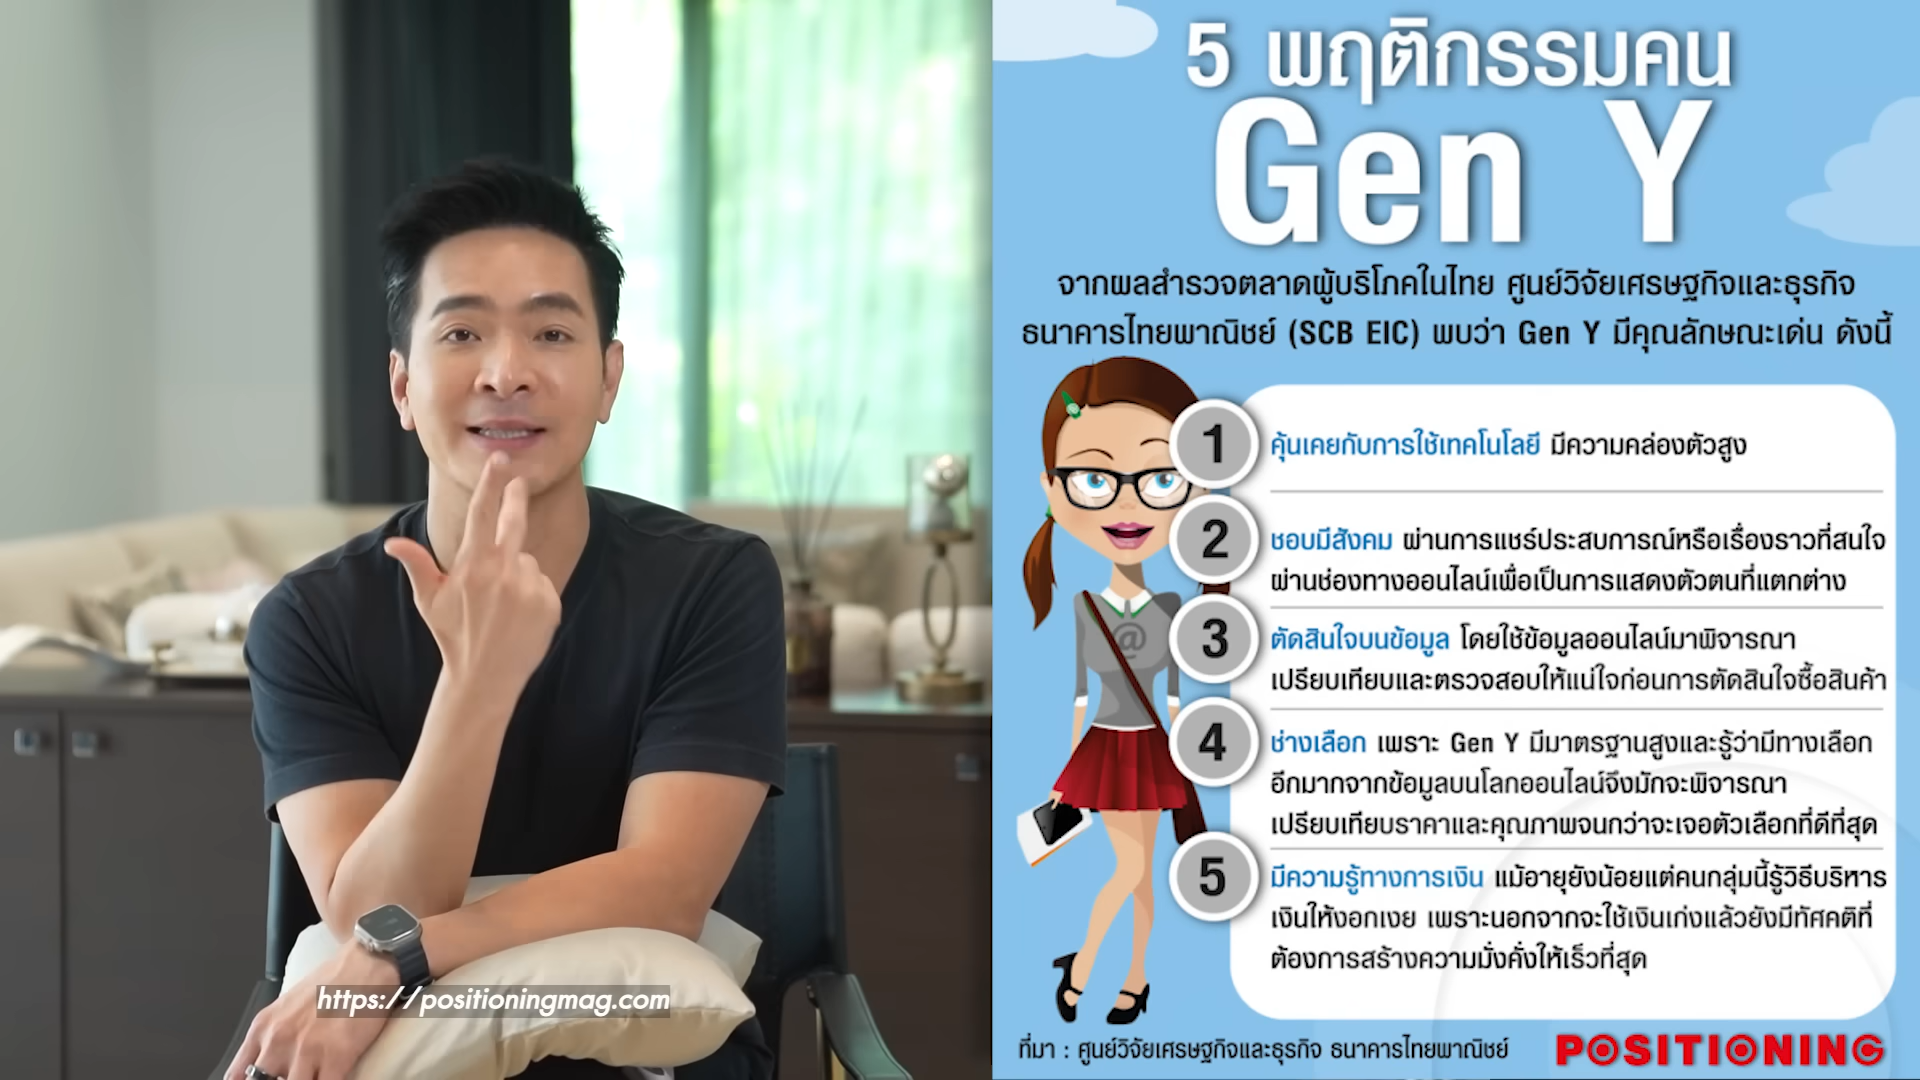 5 พฤติกรรมคน
Gen Y
จากผลสำรวจตลาดผู้บริโภคในไทย ศูนย์วิจัยเศรษฐกิจและธุรกิจ
ธนาคารไทยพาณิชย์ (SCB EIC) พบว่า Gen Y มีคุณลักษณะเด่น ดังนี้
1 คุ้นเคยกับการใช้เทคโนโลยี มีความคล่องตัวสูง
2 ชอบมีสังคม ผ่านการแชร์ประสบการณ์หรือเรื่องราวที่สนใจ
ผ่านช่องทางออนไลน์เพื่อเป็นการแสดงตัวตนที่แตกต่าง
3 ตัดสินใจบนข้อมูล โดยใช้ข้อมูลออนไลน์มาพิจารณา
เปรียบเทียบและตรวจสอบให้แน่ใจก่อนการตัดสินใจซื้อสินค้า
4 ช่างเลือก เพราะ Gen Y มีมาตรฐานสูงและรู้ว่ามีทางเลือก
อีกมากจากข้อมูลบนโลกออนไลน์จึงมักจะพิจารณา
เปรียบเทียบราคาและคุณภาพจนกว่าจะเจอตัวเลือกที่ดีที่สุด
5 มีความรู้ทางการเงิน แม้อายุยังน้อยแต่คนกลุ่มนี้รู้วิธีบริหาร
เงินให้งอกเงย เพราะนอกจากจะใช้เงินเก่งแล้วยังมีทัศคติที่
ต้องการสร้างความมั่งคั่งให้เร็วที่สุด
@
ที่มา : ศูนย์วิจัยเศรษฐกิจและธุรกิจ ธนาคารไทยพาณิชย์
POSITIONING
https://positioningmag.com